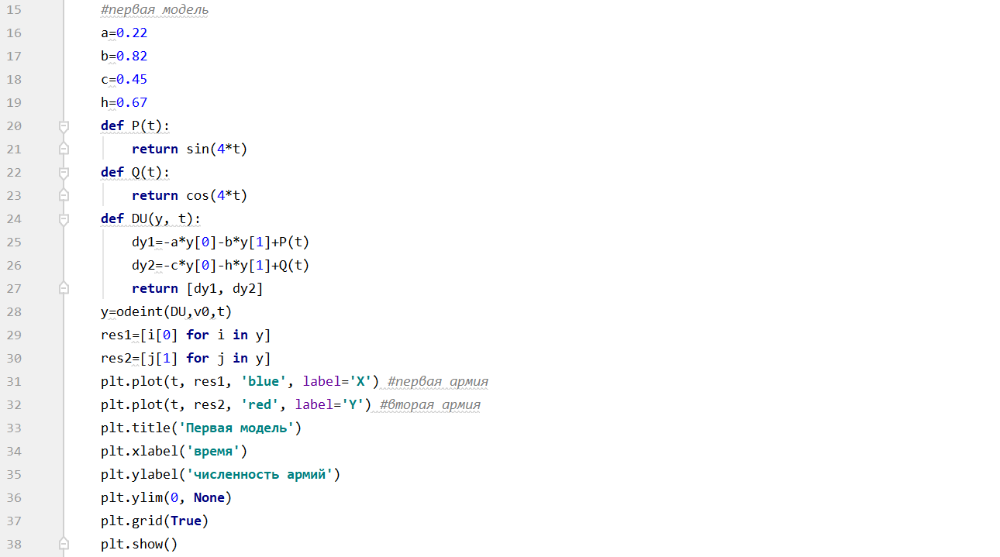 15 #первая модель
16 a=0.22
17 b=0.82
18 c=0.45
19 h=0.67
20 def P(t):
21 return sin(4*t)
22 def Q(t):
23 return cos(4*t)
24 def DU(y, t):
25 dy1=-a*y[0]-b*y[1]+P(t)
26 dy2=-c*y[0]-h*y[1]+Q(t)
27 return [dy1, dy2]
28 y=odeint(DU,v0,t)
29 res1=[i[0] for i in y]
30 res2=[j[1] for j in y]
31 plt.plot(t, res1, 'blue', label='X') #первая армия
32 plt.plot(t, res2, 'red', label='Y') #вторая армия
33 plt.title('Первая модель')
34 plt.xlabel('время')
35 plt.ylabel('численность армий')
36 plt.ylim(0, None)
37 plt.grid(True)
38 plt.show()